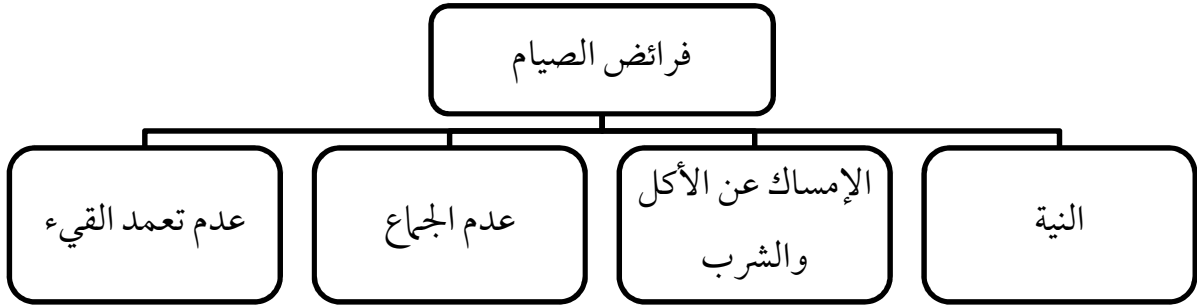 فرائض الصيام
النية
الإمساك عن الأكل
والشرب
عدم الجماع
عدم تعمد القيء